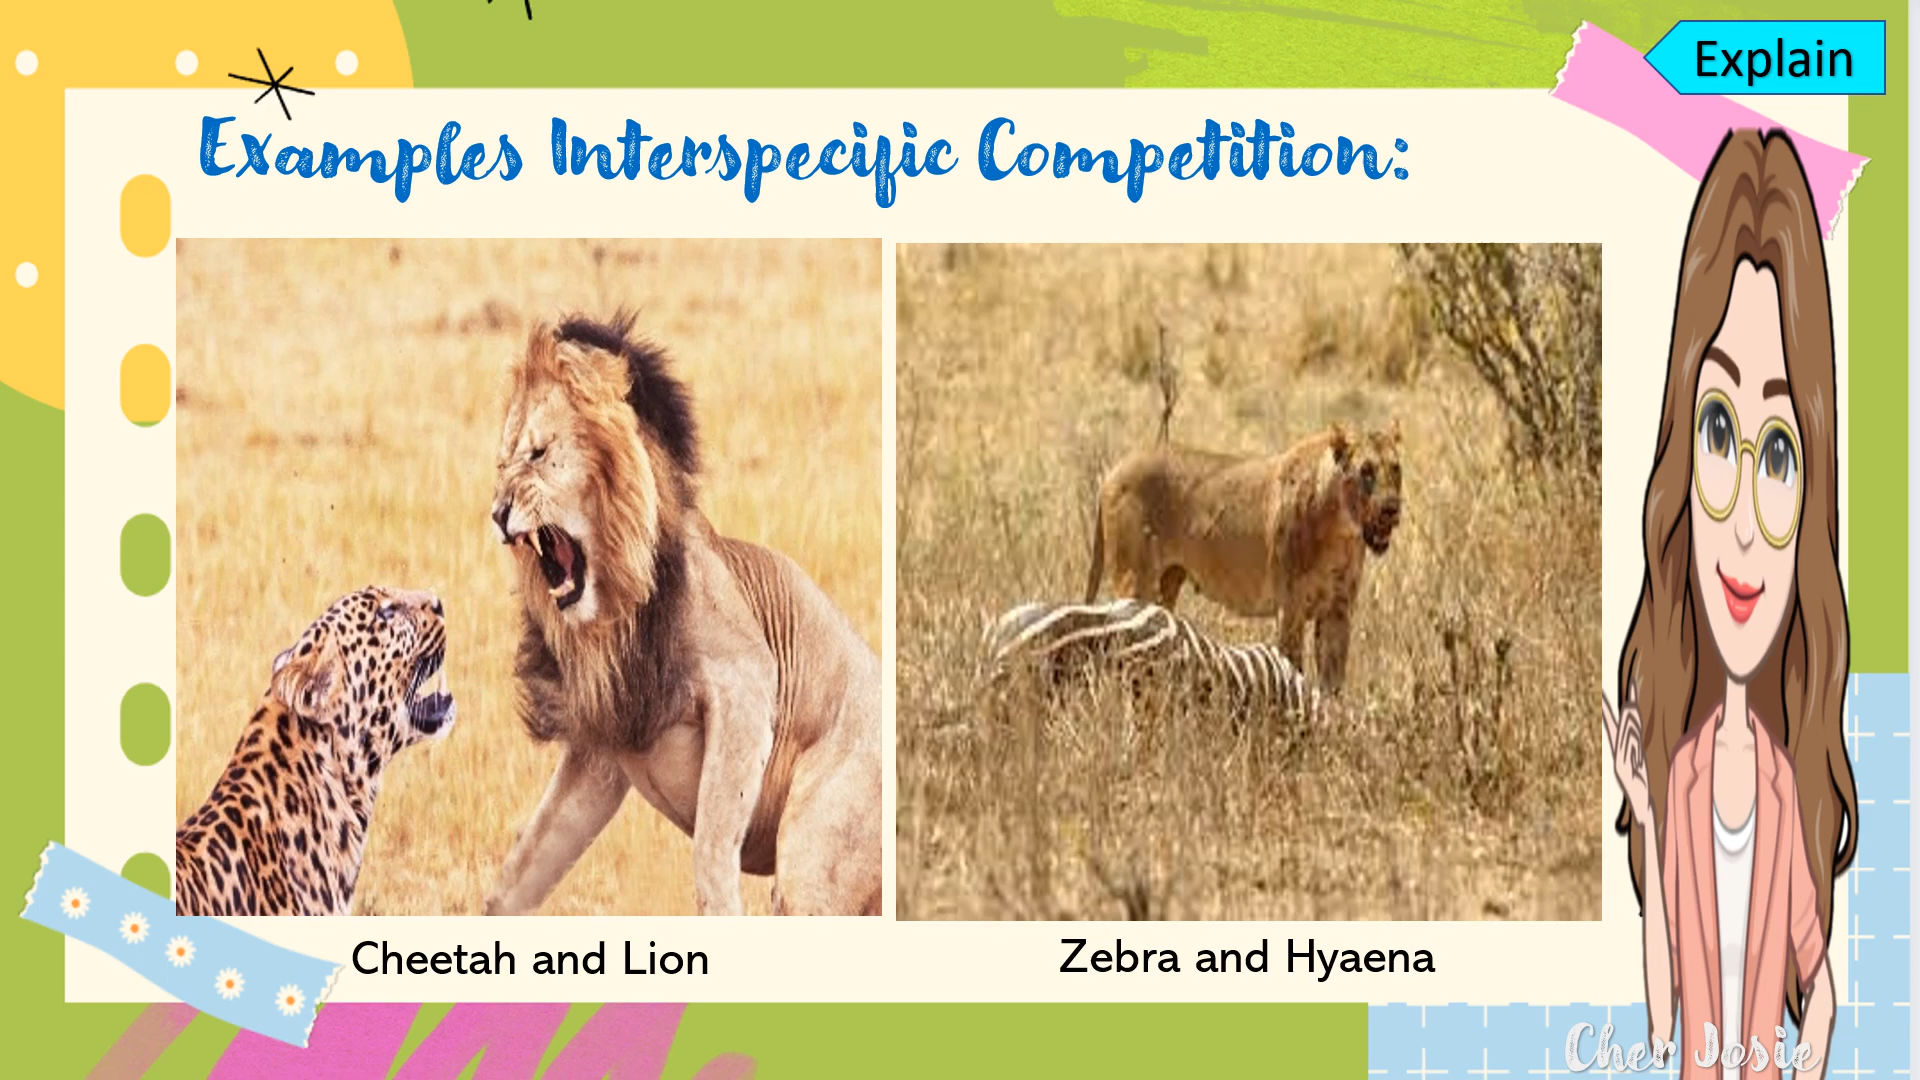 Explain
Examples Interspecific Competition:
Cheetah and Lion
Zebra and Hyaena
Cher Josie